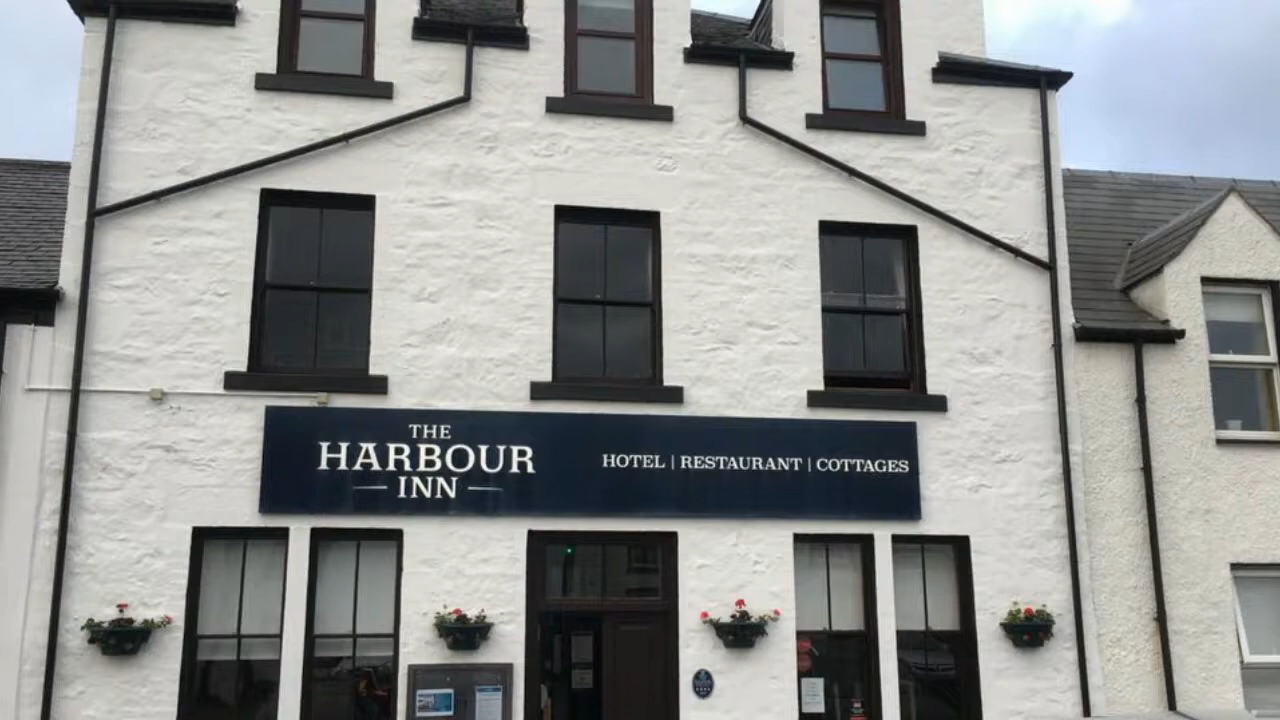 THE
HARBOUR
INN
HOTEL | RESTAURANT | COTTAGES